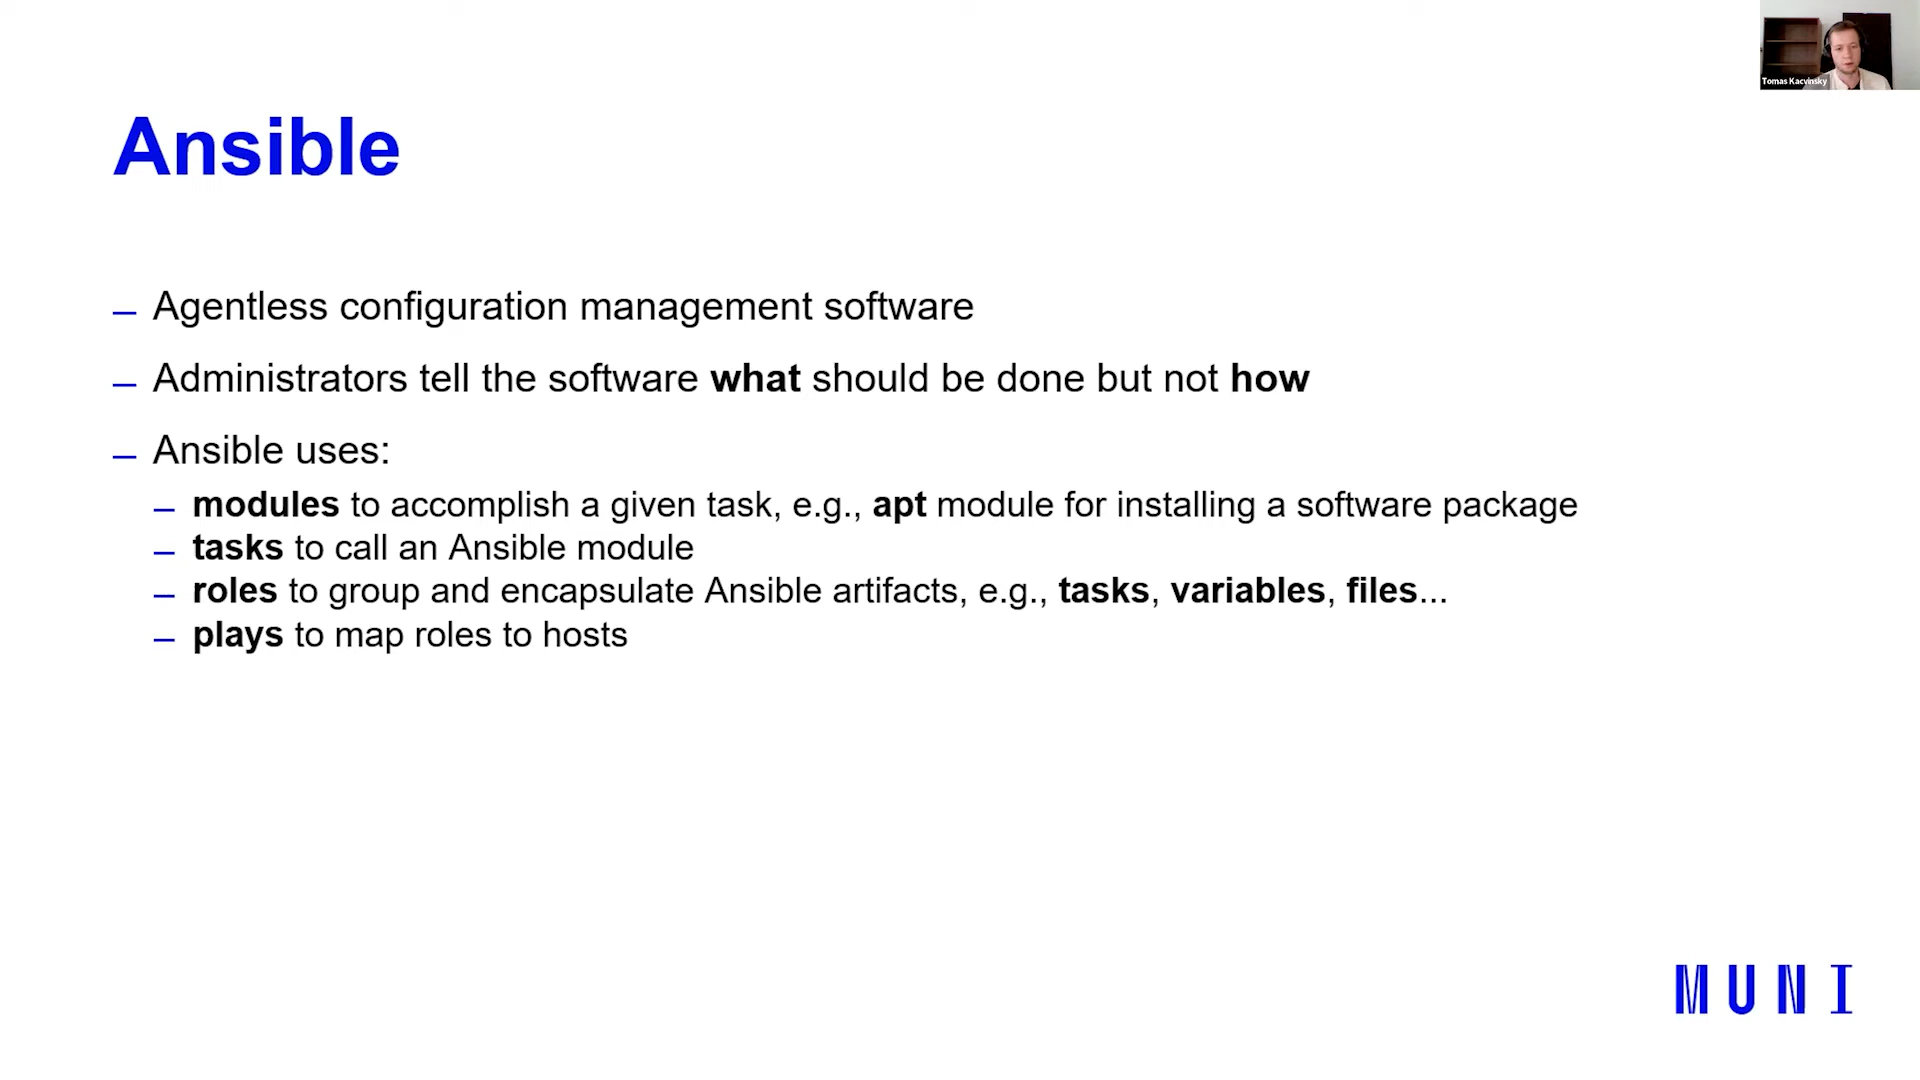 Tomas Kacvinsky
Ansible
– Agentless configuration management software
– Administrators tell the software what should be done but not how
– Ansible uses:
– modules to accomplish a given task, e.g., apt module for installing a software package
– tasks to call an Ansible module
– roles to group and encapsulate Ansible artifacts, e.g., tasks, variables, files...
– plays to map roles to hosts
MUNI